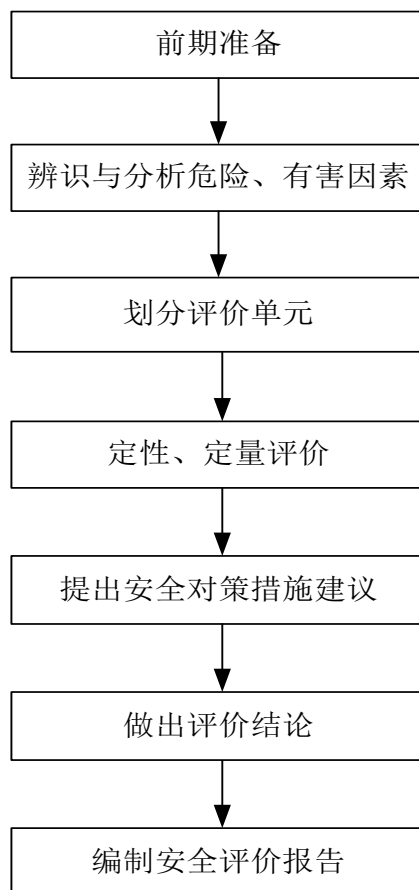 前期准备
辨识与分析危险、有害因素
划分评价单元
定性、定量评价
提出安全对策措施建议
做出评价结论
编制安全评价报告